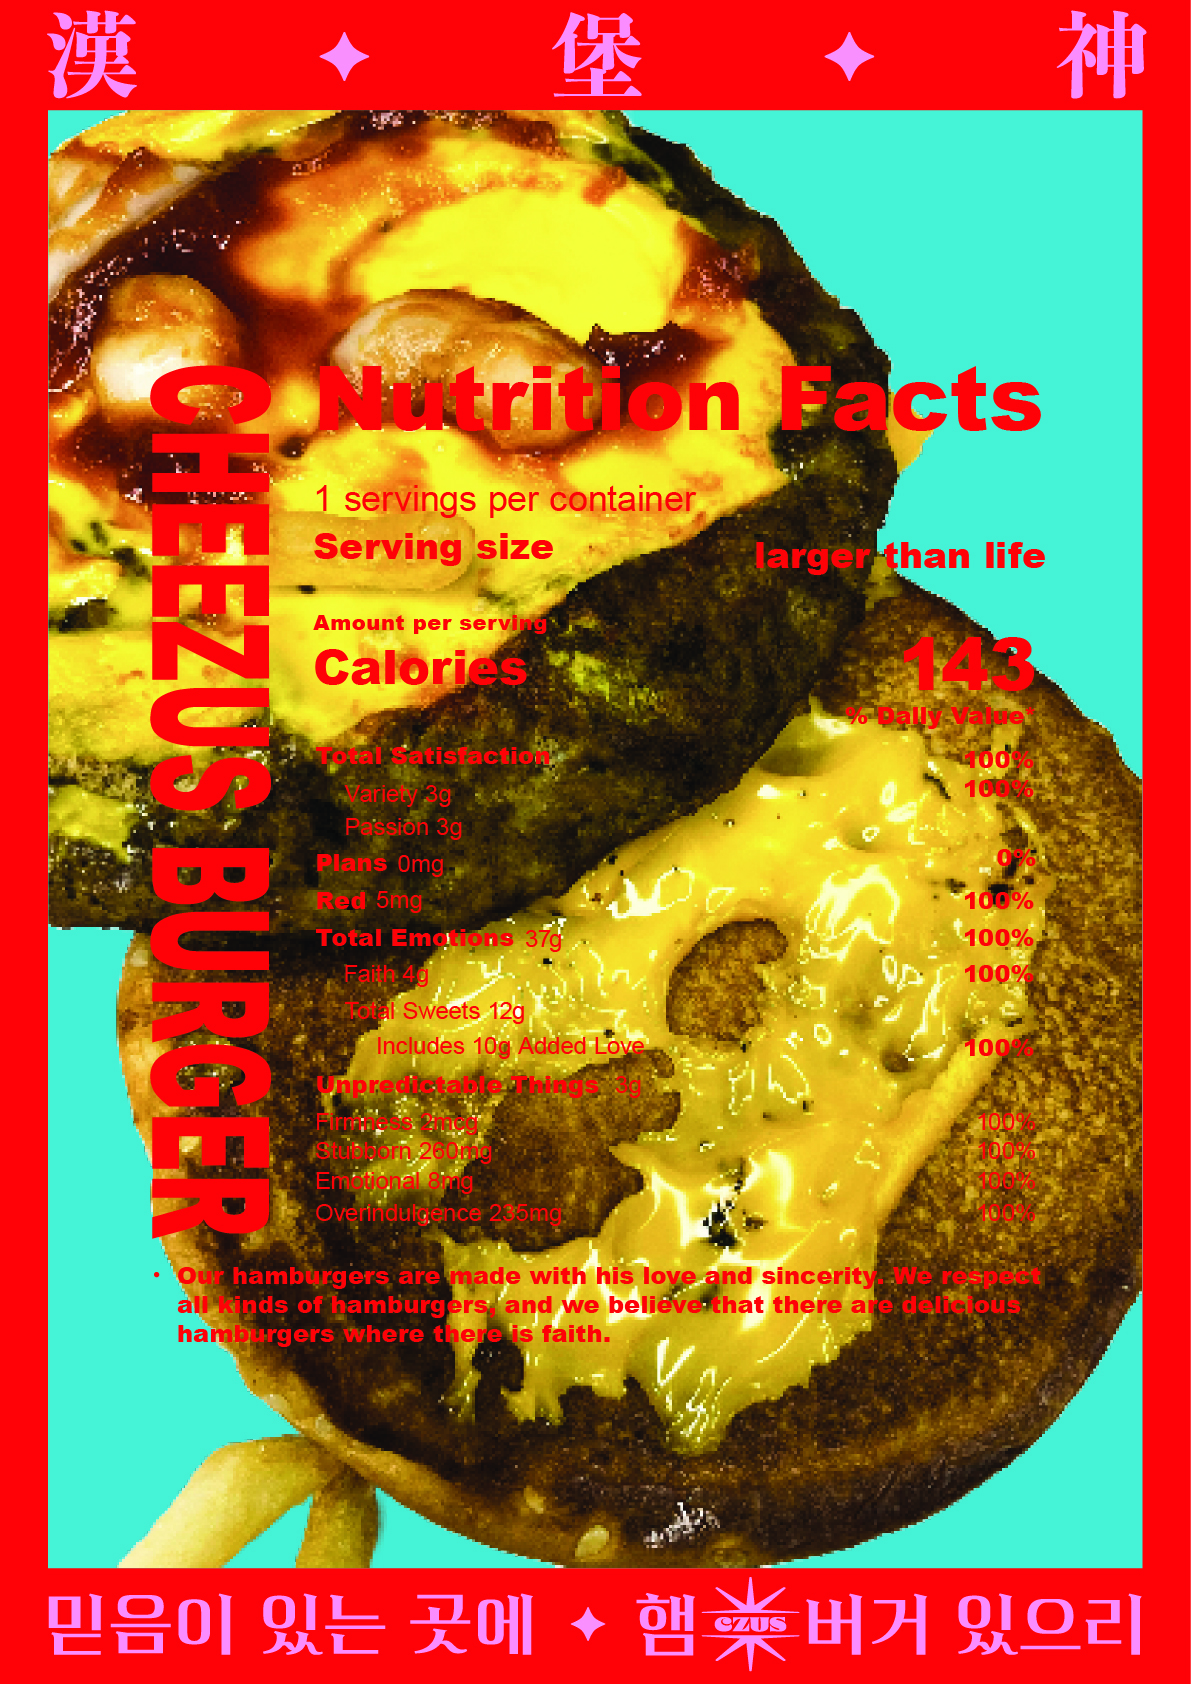 漢 ✦ 堡 ✦ 神
CHEEZUS BURGER
Nutrition Facts
1 servings per container
Serving size larger than life
Amount per serving
Calories 143
% Daily Value*
Total Satisfaction 100%
Variety 3g 100%
Passion 3g
Plans 0mg 0%
Red 5mg 100%
Total Emotions 37g 100%
Faith 4g 100%
Total Sweets 12g
Includes 10g Added Love 100%
Unpredictable Things 3g
Firmness 2mcg 100%
Stubborn 260mg 100%
Emotional 8mg 100%
Overindulgence 235mg 100%
• Our hamburgers are made with his love and sincerity. We respect
all kinds of hamburgers, and we believe that there are delicious
hamburgers where there is faith.
믿음이 있는 곳에 ✦ 햄 CZUS 버거 있으리